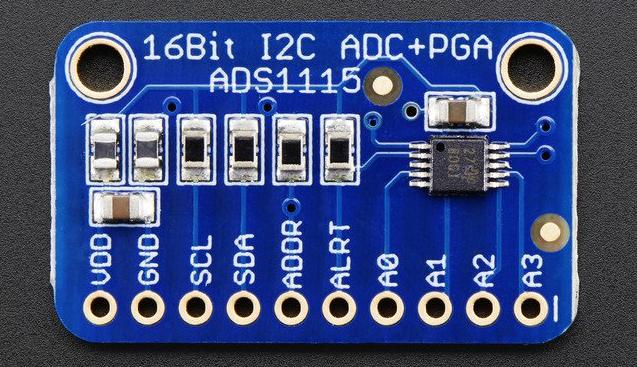 16Bit I2C ADC+PGA
ADS1115
VDD
GND
SCL
SDA
ADDR
ALRT
A0
A1
A2
A3